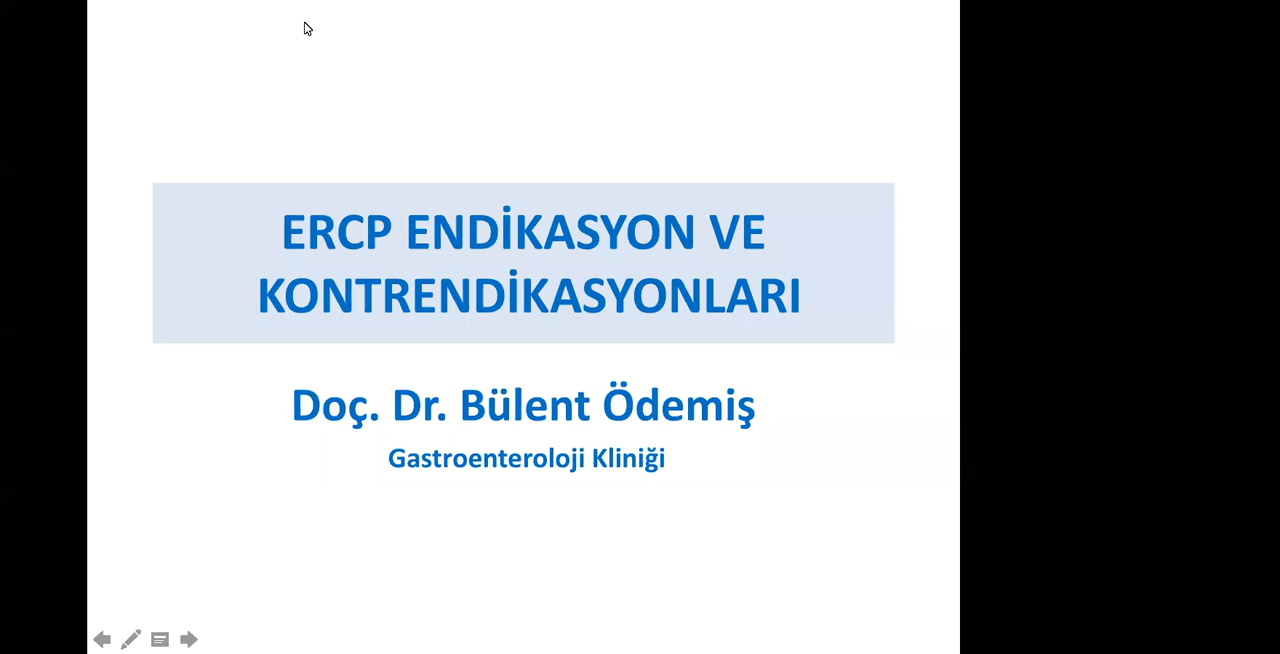 ERCP ENDİKASYON VE
KONTRENDİKASYONLARI
Doç. Dr. Bülent Ödemiş
Gastroenteroloji Kliniği